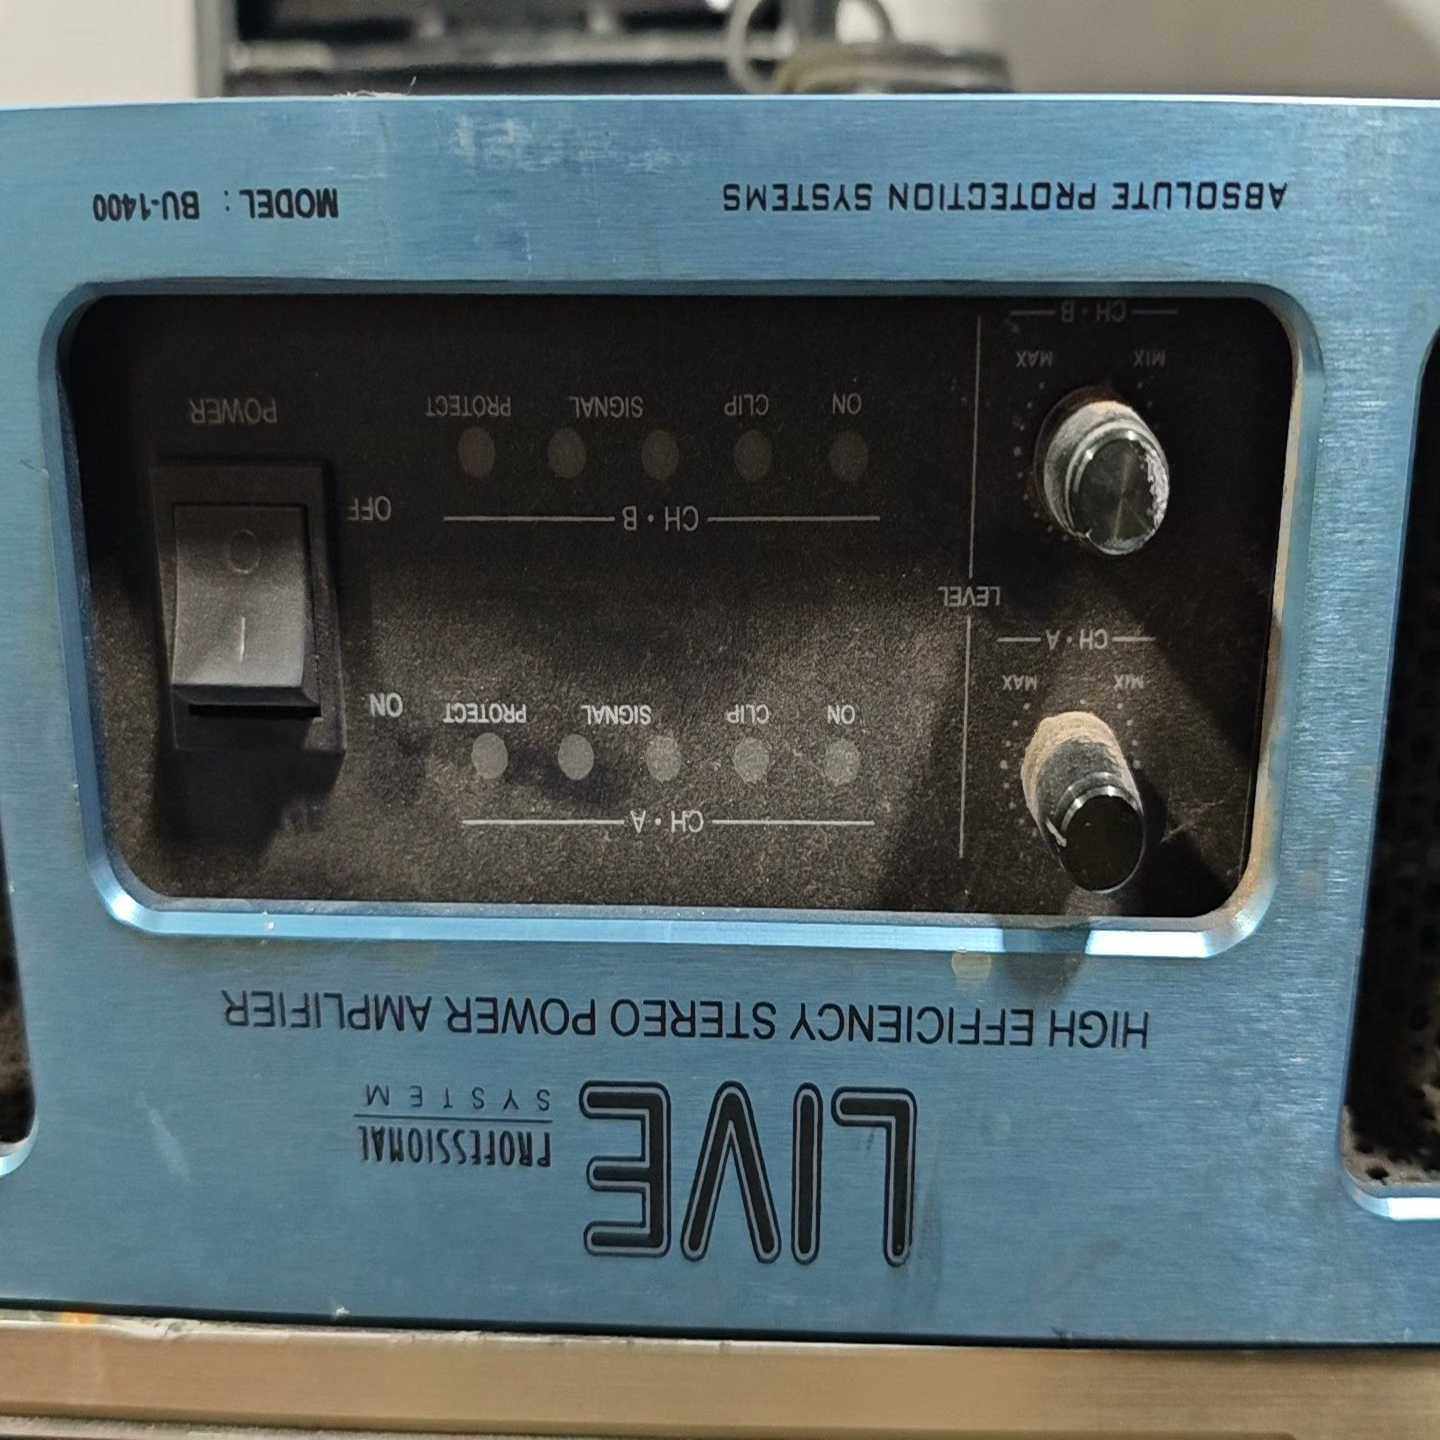 LIVE PROFESSIONAL
SYSTEM
HIGH EFFICIENCY STEREO POWER AMPLIFIER
CH·A
ON CLIP SIGNAL PROTECT
ON
MIX MAX
CH·A
LEVEL
CH·B
OFF
ON CLIP SIGNAL PROTECT
POWER
MIX MAX
CH·B
ABSOLUTE PROTECTION SYSTEMS
MODEL : BU-1400